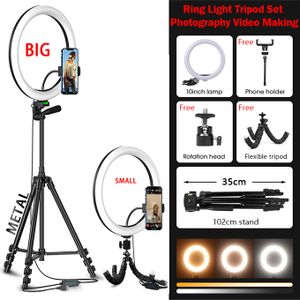 BIG
SMALL
METAL
Ring Light Tripod Set
Photography Video Making
Free
Free
10inch lamp
Phone holder
Free
Free
Rotation head
Flexible tripod
35cm
102cm stand